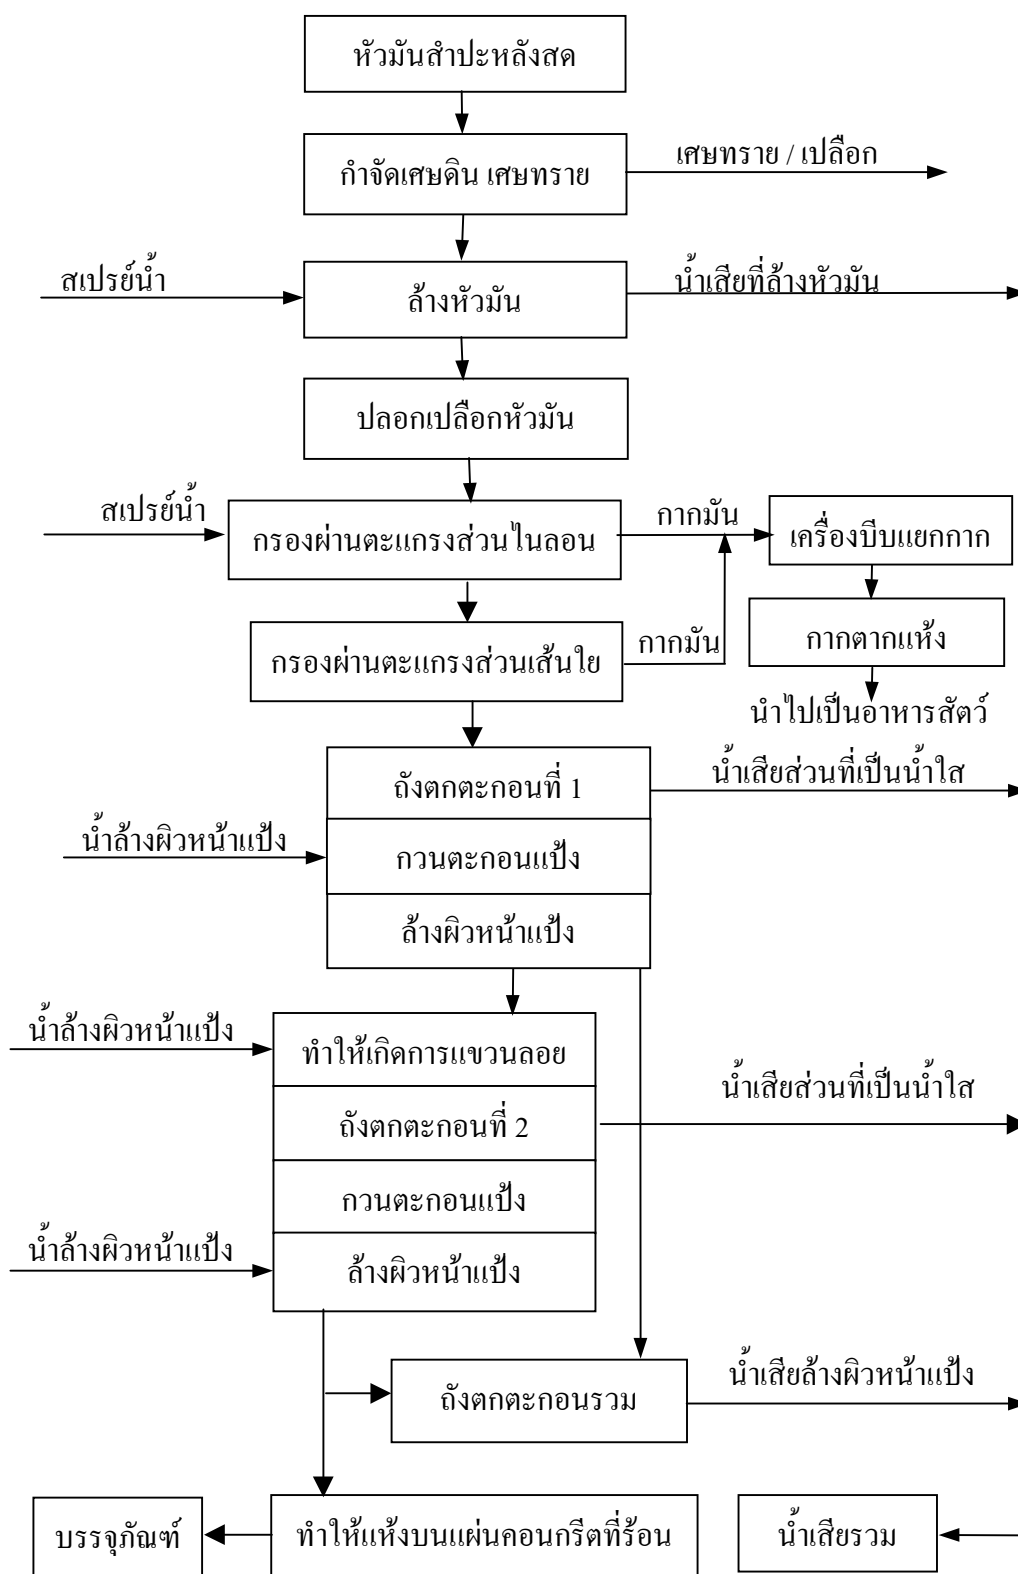 หัวมันสำปะหลังสด
กำจัดเศษดิน เศษทราย
เศษทราย / เปลือก
สเปรย์น้ำ
ล้างหัวมัน
น้ำเสียที่ล้างหัวมัน
ปลอกเปลือกหัวมัน
สเปรย์น้ำ
กรองผ่านตะแกรงส่วนไนลอน
กากมัน
เครื่องบีบแยกกาก
กรองผ่านตะแกรงส่วนเส้นใย
กากมัน
กากตากแห้ง
นำไปเป็นอาหารสัตว์
ถังตกตะกอนที่ 1
น้ำเสียส่วนที่เป็นน้ำใส
น้ำล้างผิวหน้าแป้ง
กวนตะกอนแป้ง
ล้างผิวหน้าแป้ง
น้ำล้างผิวหน้าแป้ง
ทำให้เกิดการแขวนลอย
ถังตกตะกอนที่ 2
น้ำเสียส่วนที่เป็นน้ำใส
กวนตะกอนแป้ง
น้ำล้างผิวหน้าแป้ง
ล้างผิวหน้าแป้ง
ถังตกตะกอนรวม
น้ำเสียล้างผิวหน้าแป้ง
บรรจุภัณฑ์
ทำให้แห้งบนแผ่นคอนกรีตที่ร้อน
น้ำเสียรวม